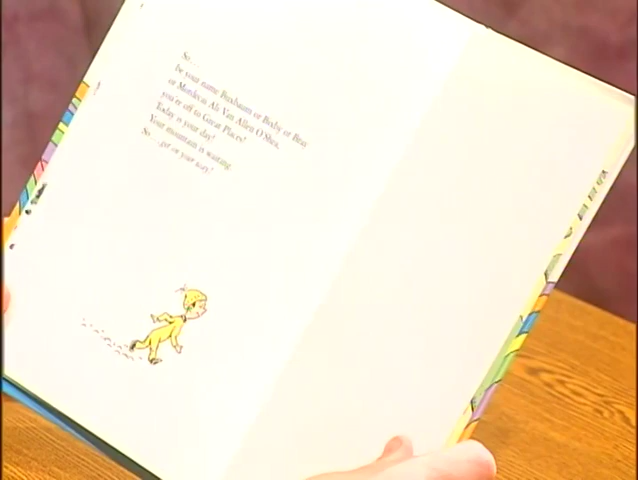 So...
be your name Buxbaum or Bixby or Bray
or Mordecai Ale Van Allen O'Shea,
you're off to Great Places!
Today is your day!
Your mountain is waiting.
So...get on your way!